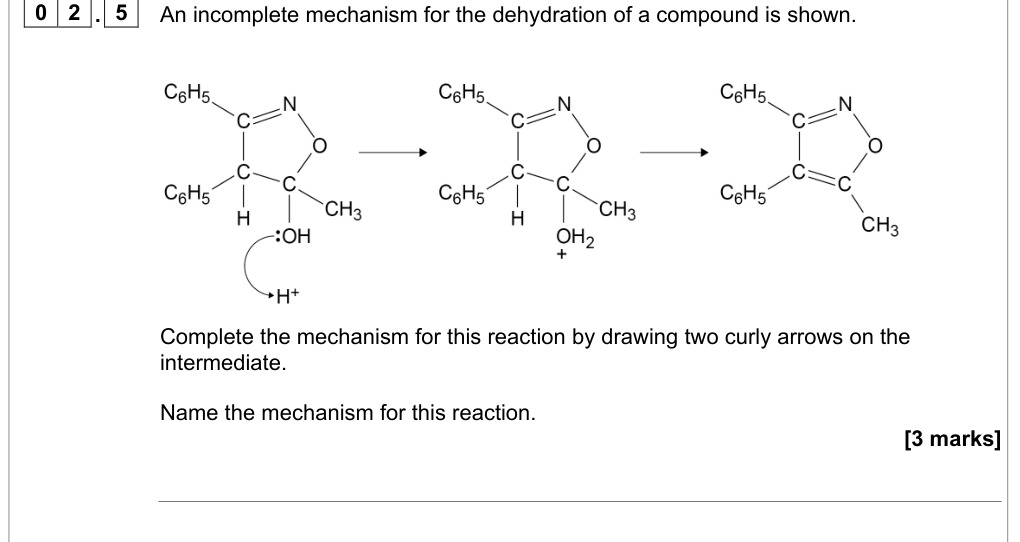 02.5 An incomplete mechanism for the dehydration of a compound is shown.
C6H5 C6H5 C6H5
N N N
C C C
O O O
C C C
C6H5 C C6H5 C C6H5 C
H CH3 H CH3 CH3
:OH OH2
+
H+
Complete the mechanism for this reaction by drawing two curly arrows on the
intermediate.
Name the mechanism for this reaction.
[3 marks]